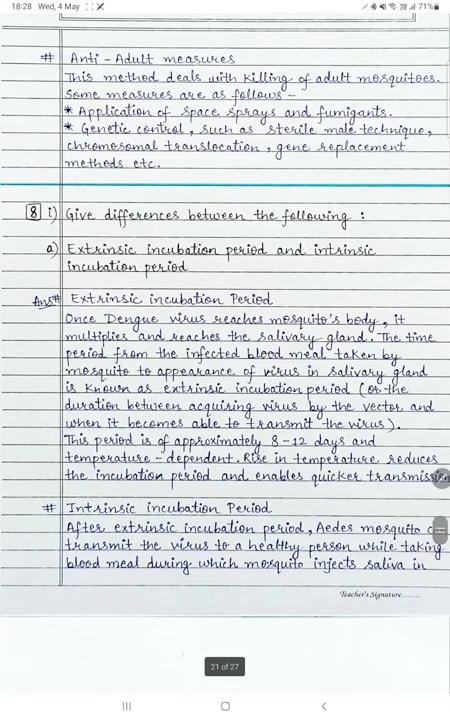 18:28 Wed, 4 May
71%
# Anti-Adult measures
This method deals with killing of adult mosquitoes.
Some measures are as follows -
* Application of space sprays and fumigants.
* Genetic control, such as sterile male technique,
chromosomal translocation, gene replacement
methods etc.
8 i) Give differences between the following :
a) Extrinsic incubation period and intrinsic
incubation period
Ans # Extrinsic incubation Period
Once Dengue virus reaches mosquito's body, it
multiplies and reaches the salivary gland. The time
period from the infected blood meal taken by
mosquito to appearance of virus in salivary gland
is known as extrinsic incubation period (or the
duration between acquiring virus by the vector and
when it becomes able to transmit the virus).
This period is of approximately 8-12 days and
temperature-dependent. Rise in temperature reduces
the incubation period and enables quicker transmission
# Intrinsic incubation Period
After extrinsic incubation period, Aedes mosquito c
transmit the virus to a healthy person while taking
blood meal during which mosquito injects saliva in
Teacher's Signature.........
21 of 27